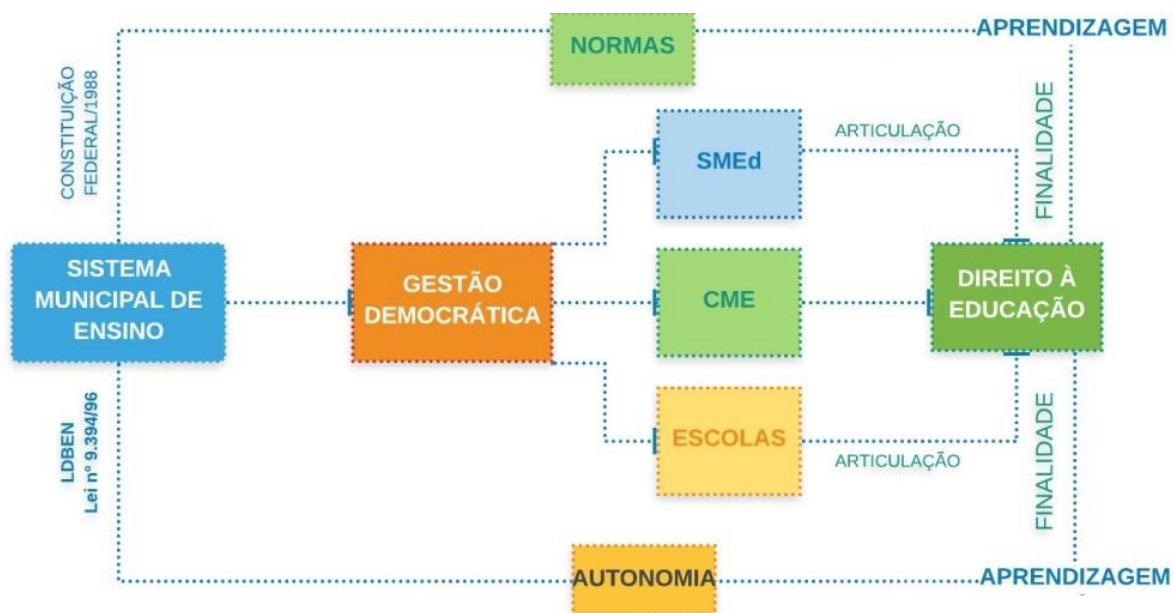 NORMAS
APRENDIZAGEM
CONSTITUIÇÃO
FEDERAL/1988
SMEd
ARTICULAÇÃO
FINALIDADE
SISTEMA
MUNICIPAL DE
ENSINO
GESTÃO
DEMOCRÁTICA
CME
DIREITO À
EDUCAÇÃO
LDBEN
Lei n° 9.394/96
ESCOLAS
ARTICULAÇÃO
FINALIDADE
AUTONOMIA
APRENDIZAGEM